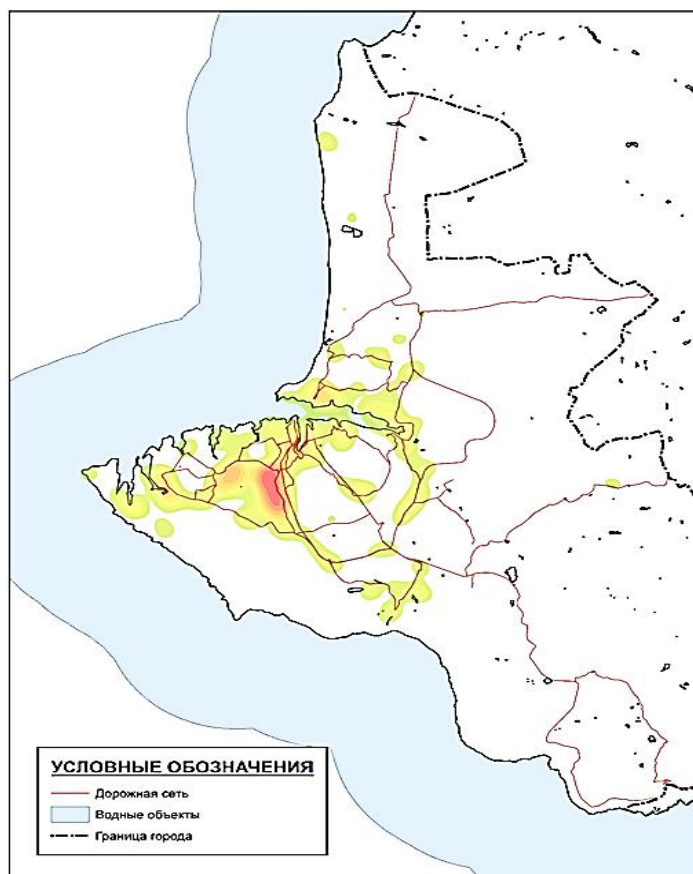 УСЛОВНЫЕ ОБОЗНАЧЕНИЯ
Дорожная сеть
Водные объекты
Граница города